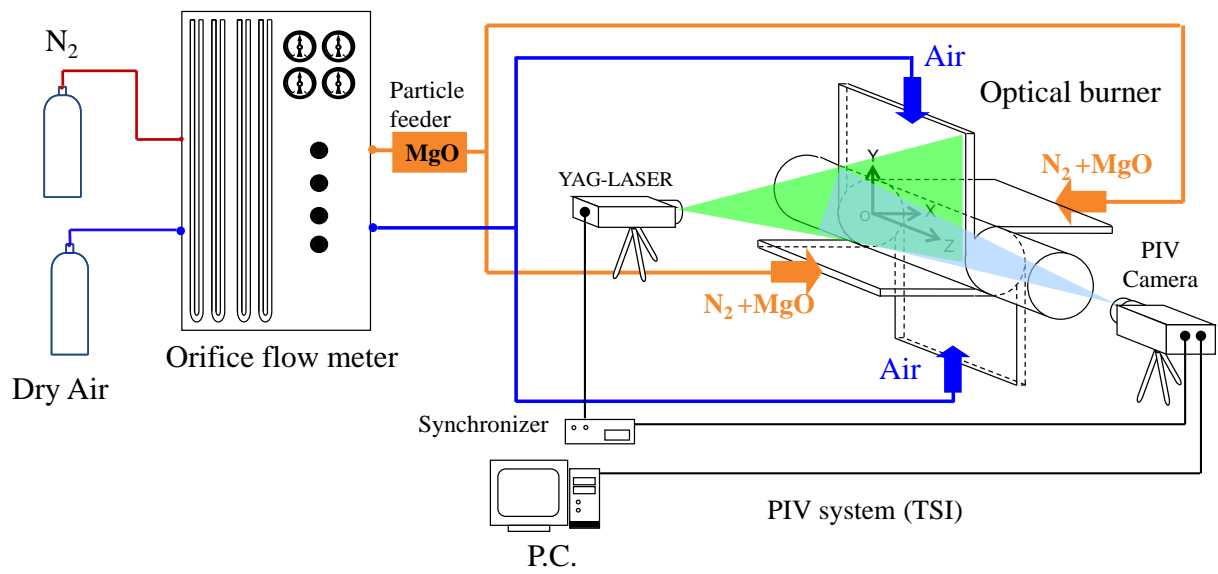 N2
Air
Optical burner
Particle
feeder
MgO
N2 +MgO
YAG-LASER
Y
O
X
Z
PIV
Camera
N2 +MgO
Orifice flow meter
Air
Dry Air
Synchronizer
PIV system (TSI)
P.C.